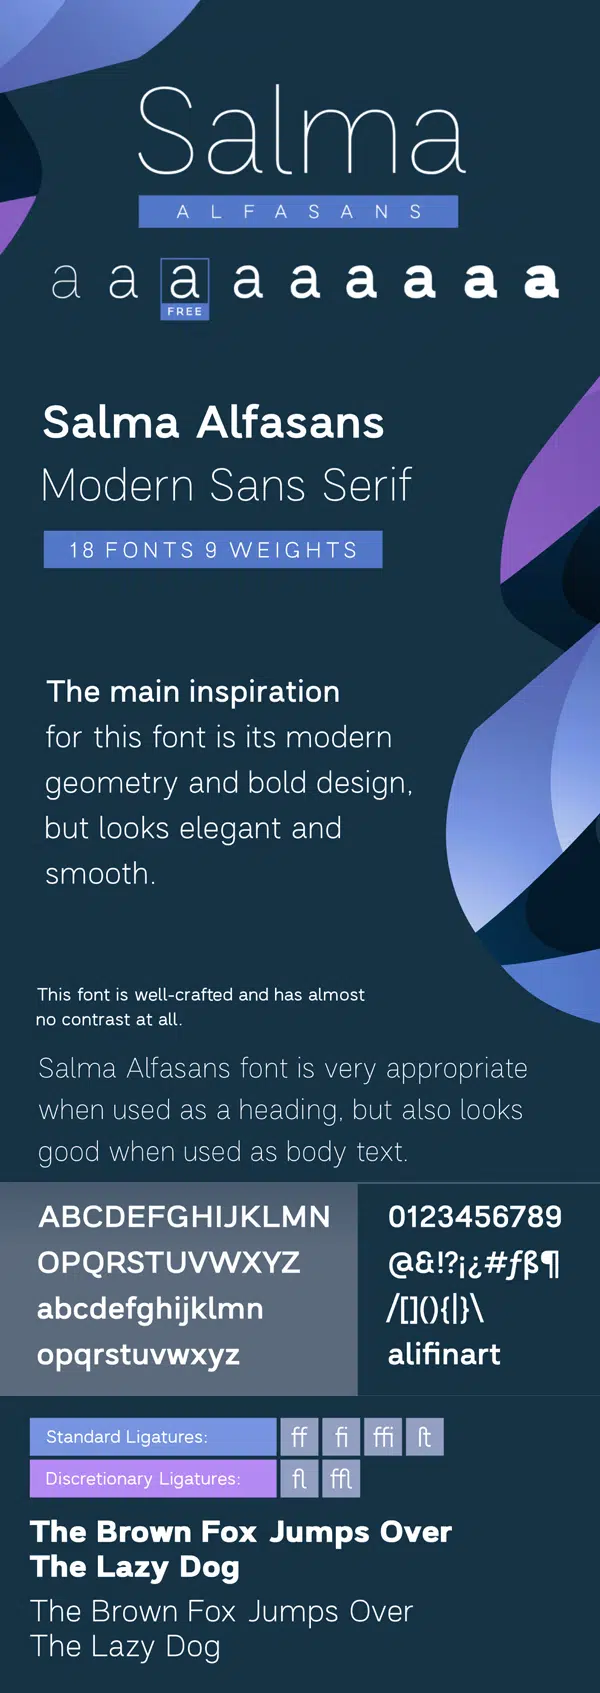 Salma
ALFASANS
a a a a a a a a a
FREE
Salma Alfasans
Modern Sans Serif
18 FONTS 9 WEIGHTS
The main inspiration
for this font is its modern
geometry and bold design,
but looks elegant and
smooth.
This font is well-crafted and has almost
no contrast at all.
Salma Alfasans font is very appropriate
when used as a heading, but also looks
good when used as body text.
ABCDEFGHIJKLMN
OPQRSTUVWXYZ
abcdefghijklmn
opqrstuvwxyz
0123456789
@&!?¡¿#ƒß¶
/[](){|}\
alifinart
Standard Ligatures: ff fi ffi ft
Discretionary Ligatures: fl ffl
The Brown Fox Jumps Over
The Lazy Dog
The Brown Fox Jumps Over
The Lazy Dog